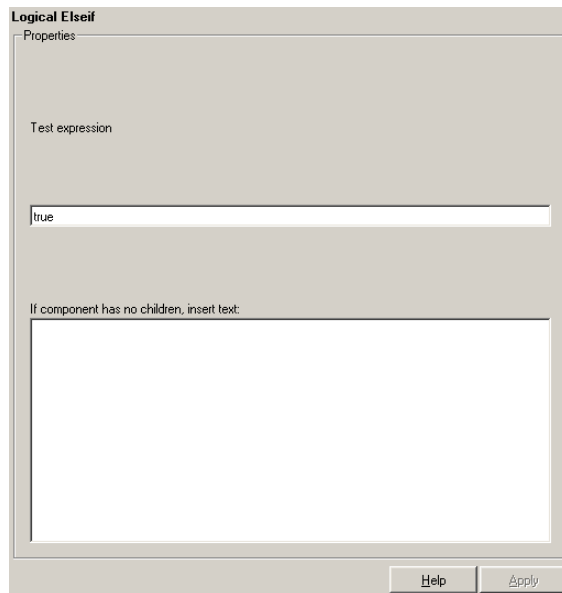 Logical Elseif
Properties
Test expression
true
If component has no children, insert text:
Help
Apply